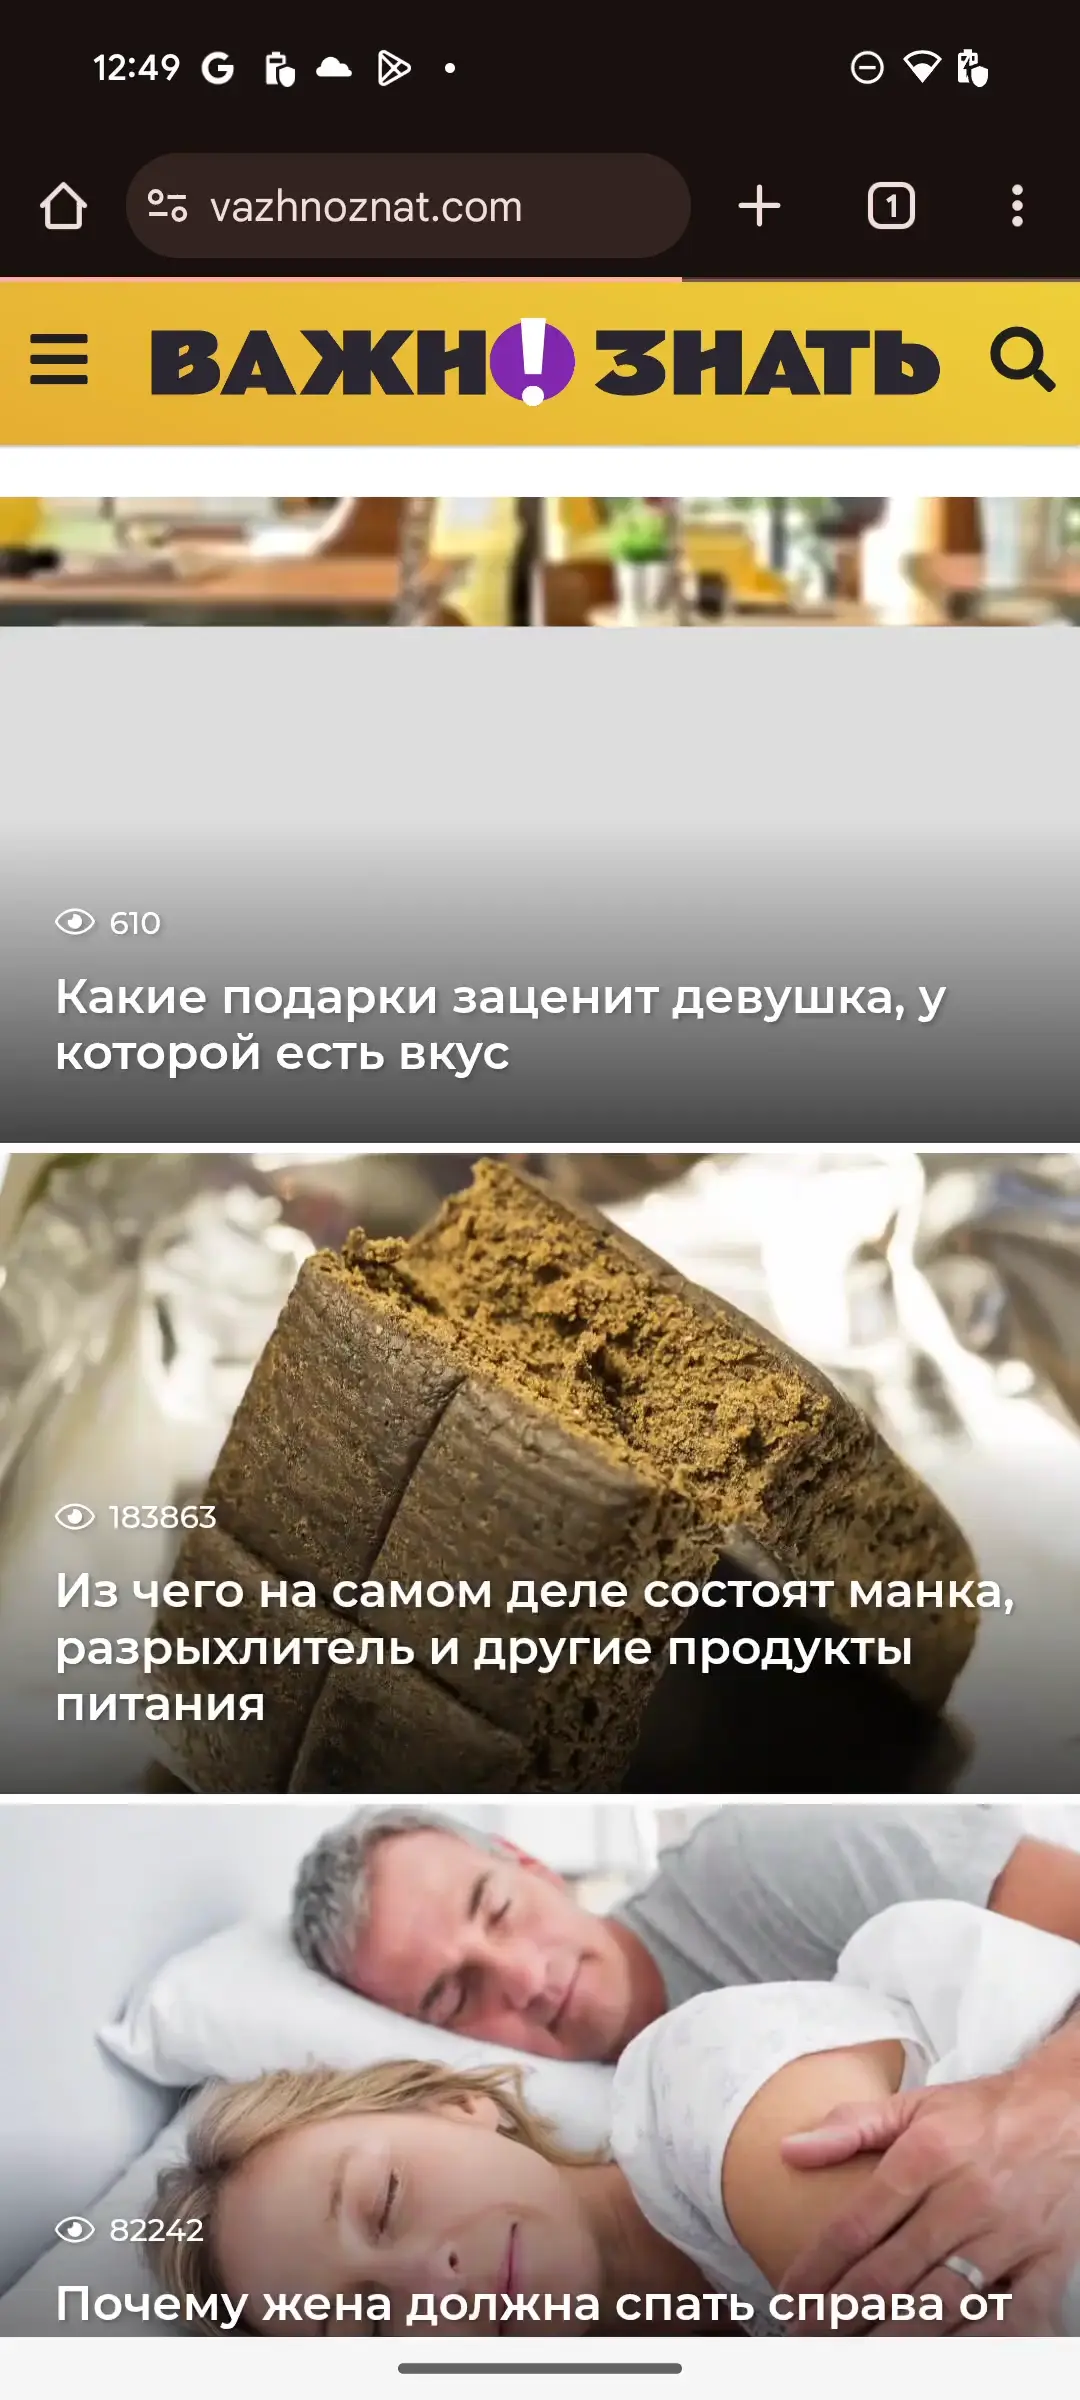 12:49
vazhnoznat.com
1
ВАЖН! ЗНАТЬ
610
Какие подарки заценит девушка, у
которой есть вкус
183863
Из чего на самом деле состоят манка,
разрыхлитель и другие продукты
питания
82242
Почему жена должна спать справа от